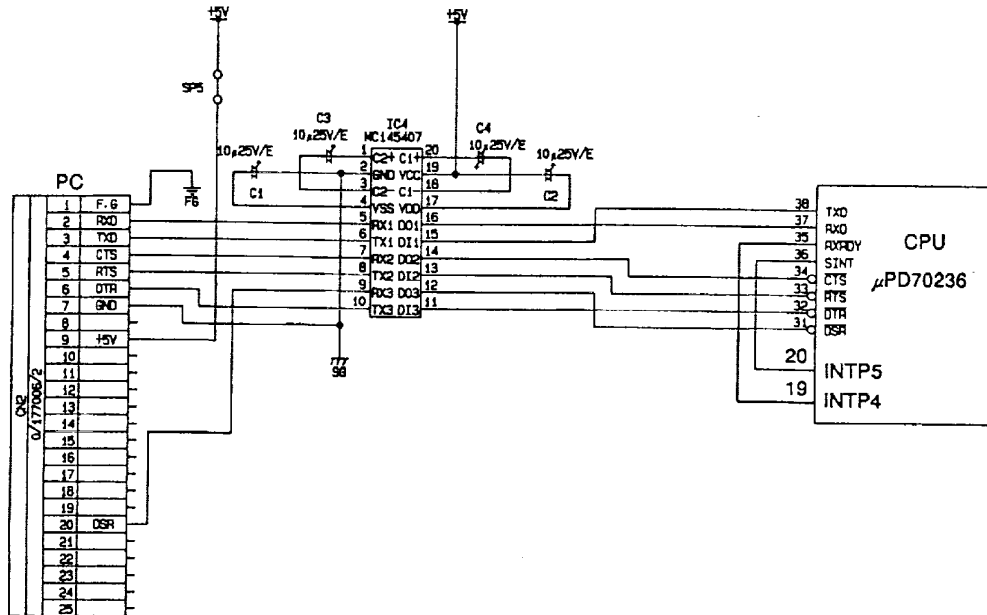 +5V
+5V
SP5
C3
10μ25V/E
IC4
MC145407
C4
10μ25V/E
10μ25V/E
C1
10μ25V/E
C2
1 C2+ C1+ 20
2 GND VCC 19
3 C2- C1- 18
4 VSS VDD 17
5 RX1 DO1 16
6 TX1 DI1 15
7 RX2 DO2 14
8 TX2 DI2 13
9 RX3 DO3 12
10 TX3 DI3 11
FG
SG
PC
CN2
0/177006/2
1 F.G
2 RXD
3 TXD
4 CTS
5 RTS
6 DTR
7 GND
8
9 +5V
10
11
12
13
14
15
16
17
18
19
20 DSR
21
22
23
24
25
CPU
μPD70236
38 TXD
37 RXD
35 RXRDY
36 SINT
34 CTS
33 RTS
32 DTR
31 DSR
20 INTP5
19 INTP4